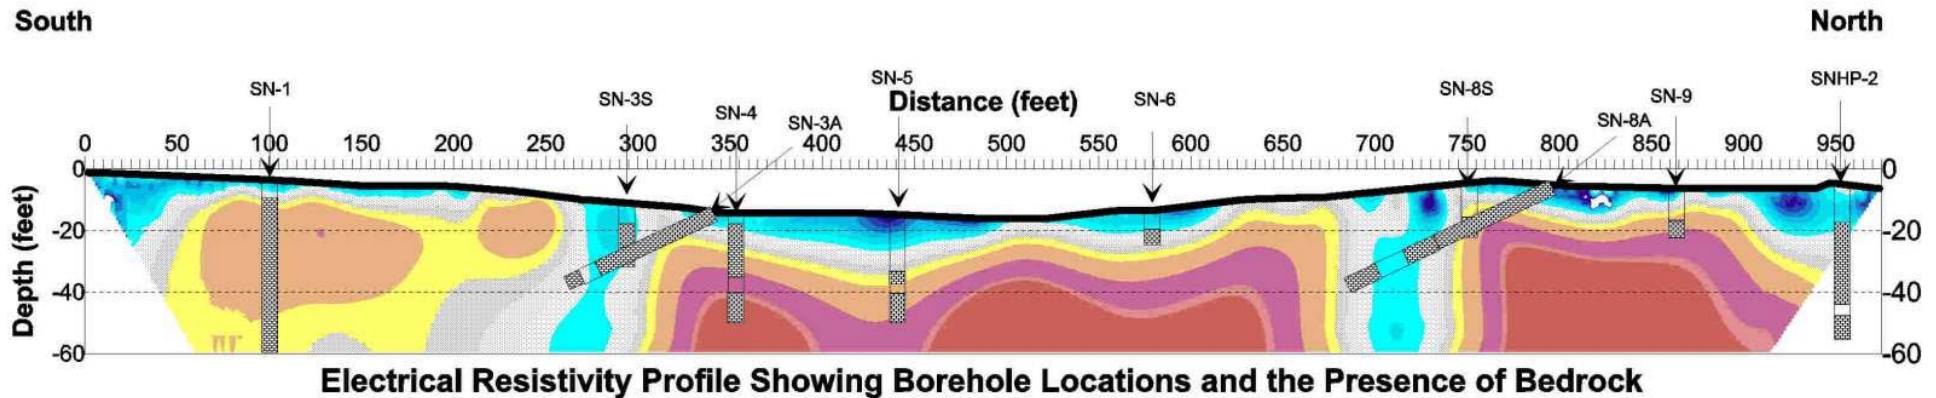 South
North
SN-1
SN-3S
SN-4
SN-3A
SN-5
SN-6
SN-8S
SN-9
SN-8A
SNHP-2
Distance (feet)
0 50 100 150 200 250 300 350 400 450 500 550 600 650 700 750 800 850 900 950
Depth (feet)
0 0
-20 -20
-40 -40
-60 -60
Electrical Resistivity Profile Showing Borehole Locations and the Presence of Bedrock